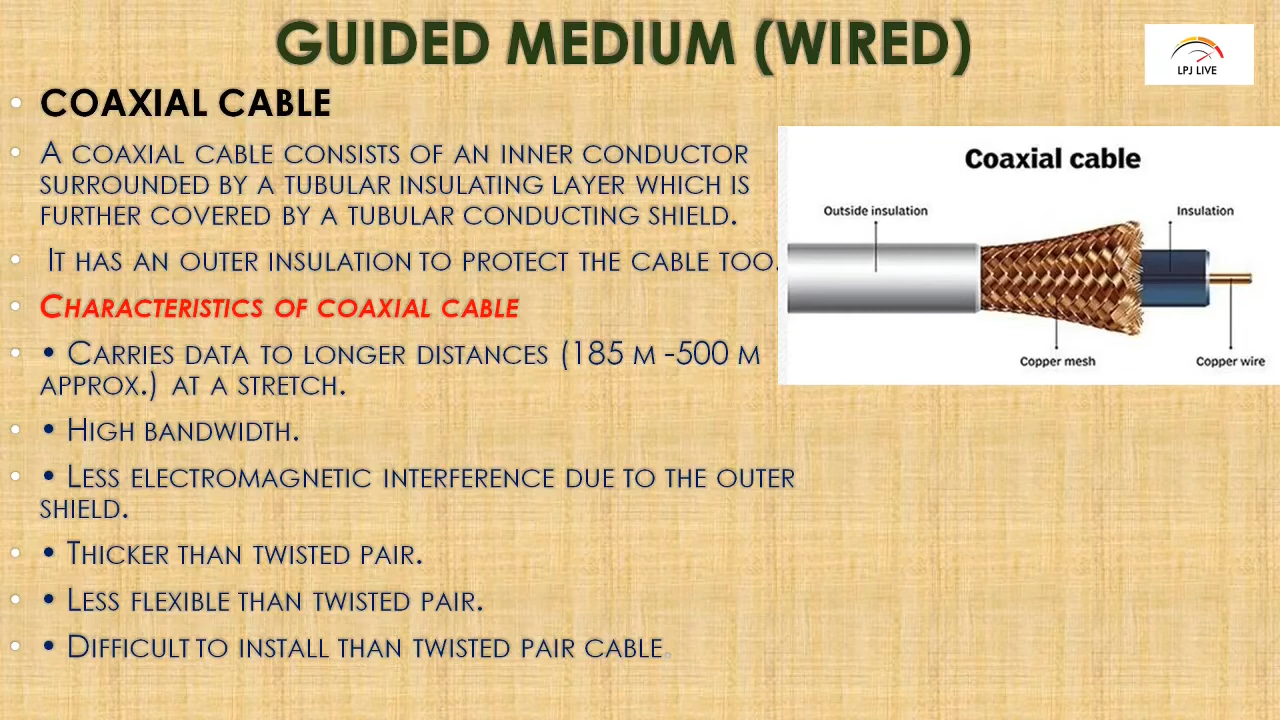 GUIDED MEDIUM (WIRED)
LPJ LIVE
• COAXIAL CABLE
• A COAXIAL CABLE CONSISTS OF AN INNER CONDUCTOR
SURROUNDED BY A TUBULAR INSULATING LAYER WHICH IS
FURTHER COVERED BY A TUBULAR CONDUCTING SHIELD.
• IT HAS AN OUTER INSULATION TO PROTECT THE CABLE TOO.
• CHARACTERISTICS OF COAXIAL CABLE
• • CARRIES DATA TO LONGER DISTANCES (185 M -500 M
APPROX.) AT A STRETCH.
• • HIGH BANDWIDTH.
• • LESS ELECTROMAGNETIC INTERFERENCE DUE TO THE OUTER
SHIELD.
• • THICKER THAN TWISTED PAIR.
• • LESS FLEXIBLE THAN TWISTED PAIR.
• • DIFFICULT TO INSTALL THAN TWISTED PAIR CABLE.
Coaxial cable
Outside insulation
Insulation
Copper mesh
Copper wire